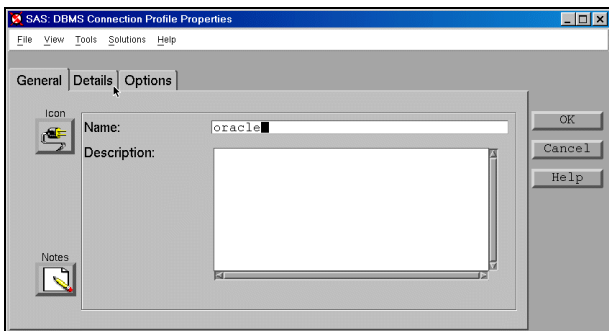 SAS: DBMS Connection Profile Properties
File View Tools Solutions Help
General Details Options
Icon
Name: oracle
OK
Description:
Cancel
Help
Notes